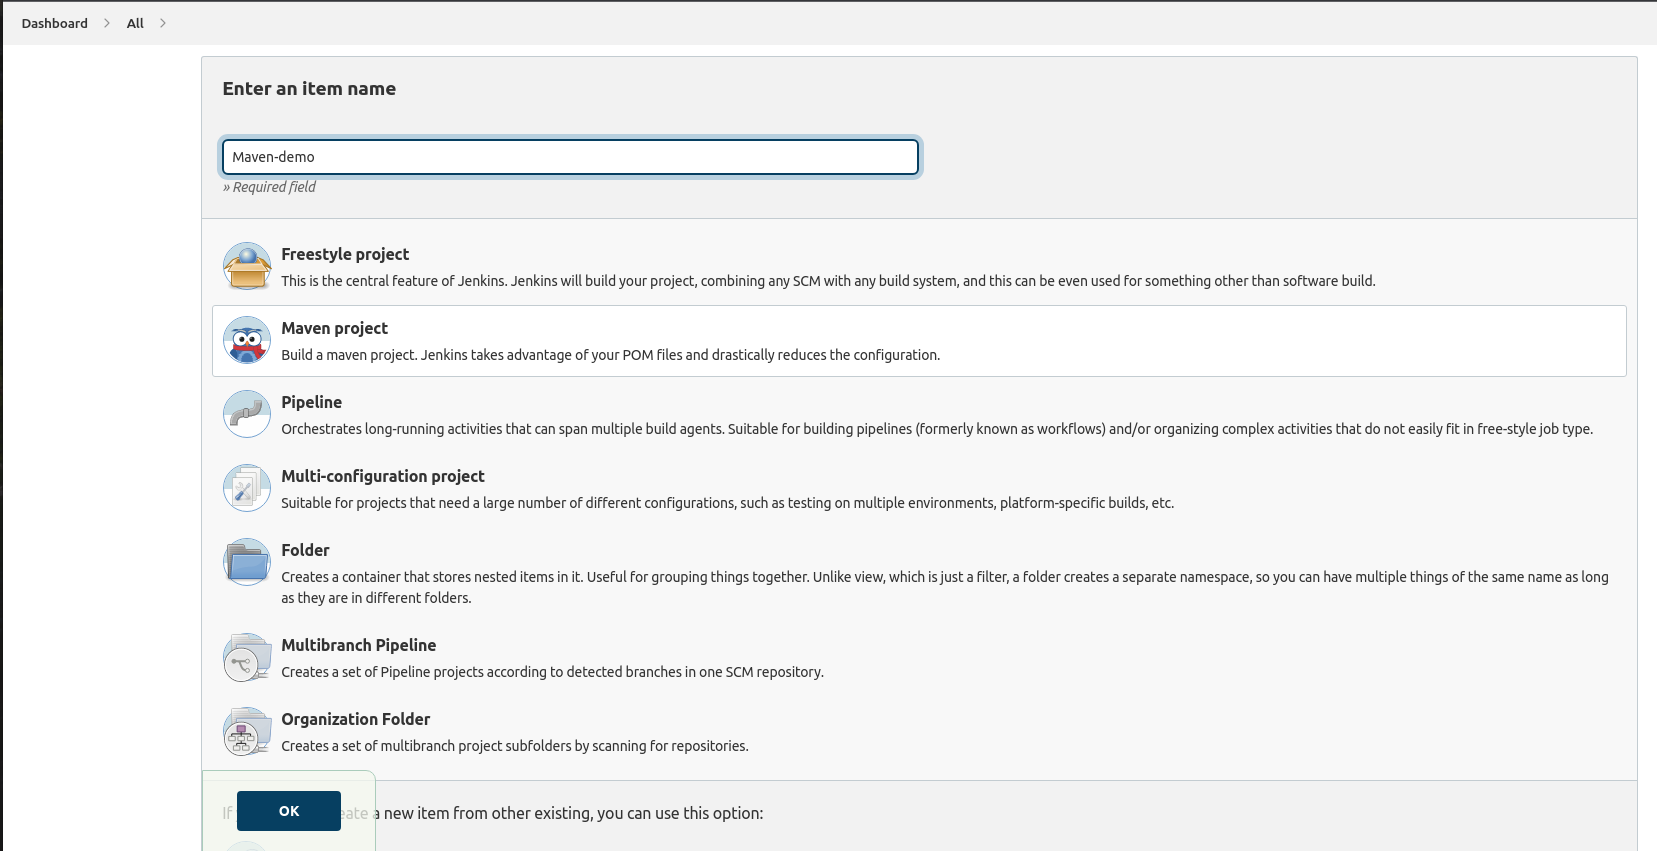 Dashboard > All >
Enter an item name
Maven-demo
» Required field
Freestyle project
This is the central feature of Jenkins. Jenkins will build your project, combining any SCM with any build system, and this can be even used for something other than software build.
Maven project
Build a maven project. Jenkins takes advantage of your POM files and drastically reduces the configuration.
Pipeline
Orchestrates long-running activities that can span multiple build agents. Suitable for building pipelines (formerly known as workflows) and/or organizing complex activities that do not easily fit in free-style job type.
Multi-configuration project
Suitable for projects that need a large number of different configurations, such as testing on multiple environments, platform-specific builds, etc.
Folder
Creates a container that stores nested items in it. Useful for grouping things together. Unlike view, which is just a filter, a folder creates a separate namespace, so you can have multiple things of the same name as long
as they are in different folders.
Multibranch Pipeline
Creates a set of Pipeline projects according to detected branches in one SCM repository.
Organization Folder
Creates a set of multibranch project subfolders by scanning for repositories.
If a new item from other existing, you can use this option:
OK